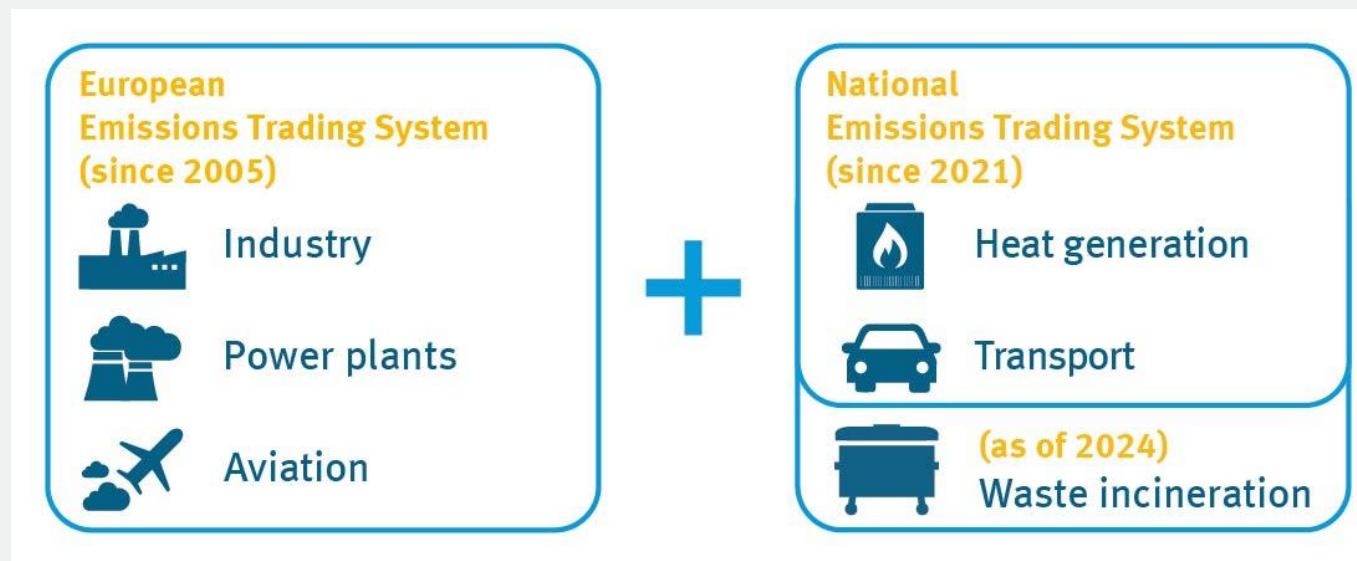 European
Emissions Trading System
(since 2005)
Industry
Power plants
Aviation
National
Emissions Trading System
(since 2021)
Heat generation
Transport
(as of 2024)
Waste incineration